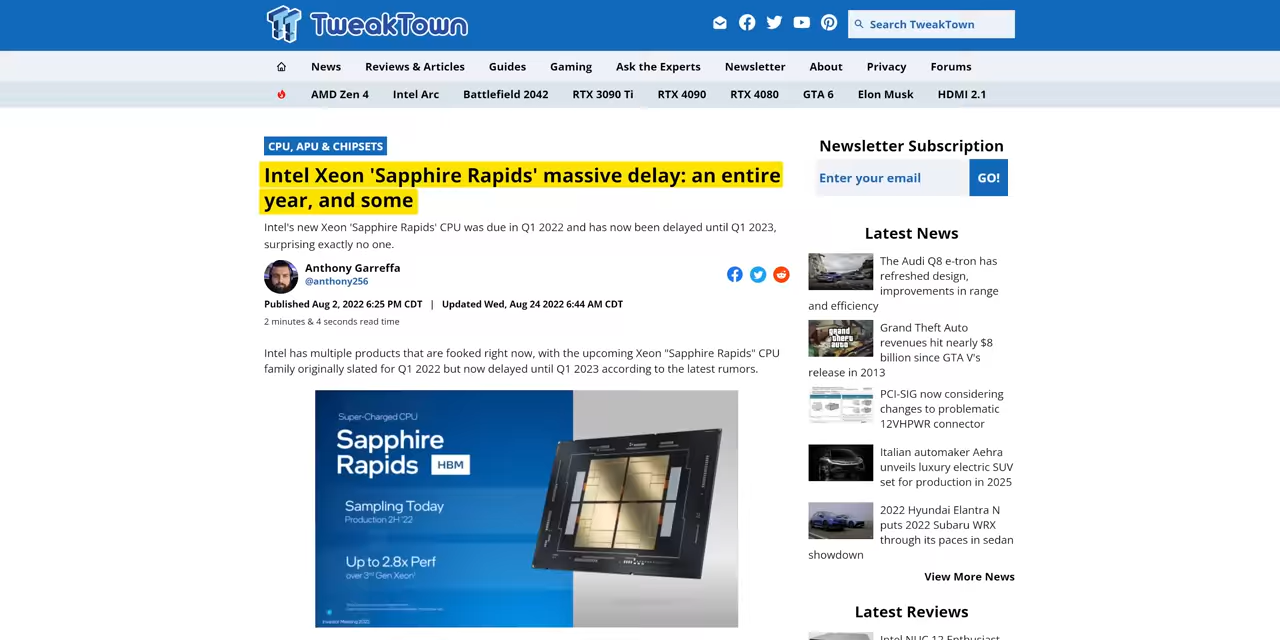 TweakTown
Search TweakTown
News Reviews & Articles Guides Gaming Ask the Experts Newsletter About Privacy Forums
AMD Zen 4 Intel Arc Battlefield 2042 RTX 3090 Ti RTX 4090 RTX 4080 GTA 6 Elon Musk HDMI 2.1
CPU, APU & CHIPSETS
Intel Xeon 'Sapphire Rapids' massive delay: an entire
year, and some
Intel's new Xeon 'Sapphire Rapids' CPU was due in Q1 2022 and has now been delayed until Q1 2023,
surprising exactly no one.
Anthony Garreffa
@anthony256
Published Aug 2, 2022 6:25 PM CDT | Updated Wed, Aug 24 2022 6:44 AM CDT
2 minutes & 4 seconds read time
Intel has multiple products that are fooked right now, with the upcoming Xeon "Sapphire Rapids" CPU
family originally slated for Q1 2022 but now delayed until Q1 2023 according to the latest rumors.
Super-Charged CPU
Sapphire
Rapids HBM
Sampling Today
Production 2H '22
Up to 2.8x Perf
over 3rd Gen Xeon
Newsletter Subscription
Enter your email GO!
Latest News
The Audi Q8 e-tron has
refreshed design,
improvements in range
and efficiency
Grand Theft Auto
revenues hit nearly $8
billion since GTA V's
release in 2013
PCI-SIG now considering
changes to problematic
12VHPWR connector
Italian automaker Aehra
unveils luxury electric SUV
set for production in 2025
2022 Hyundai Elantra N
puts 2022 Subaru WRX
through its paces in sedan
showdown
View More News
Latest Reviews
Intel NUC 12 Enthusiast